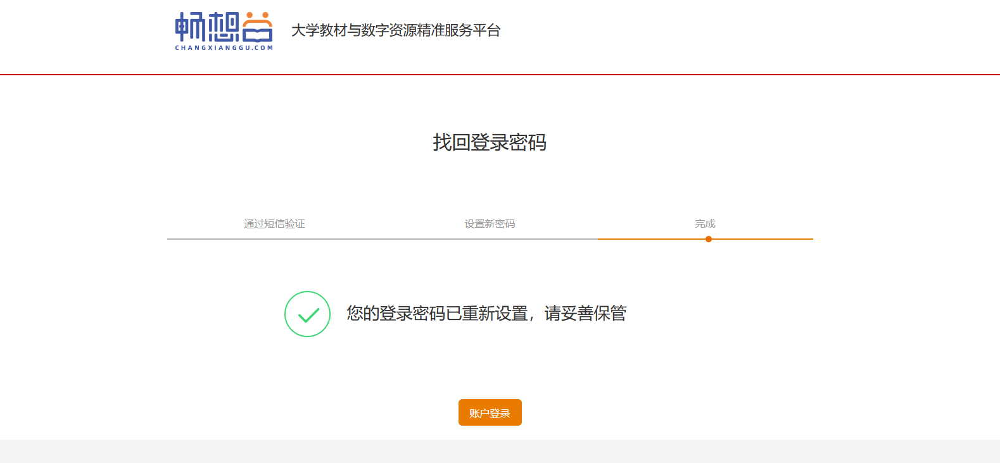 畅想谷
CHANGXIANGGU.COM
大学教材与数字资源精准服务平台
找回登录密码
通过短信验证
设置新密码
完成
您的登录密码已重新设置，请妥善保管
账户登录